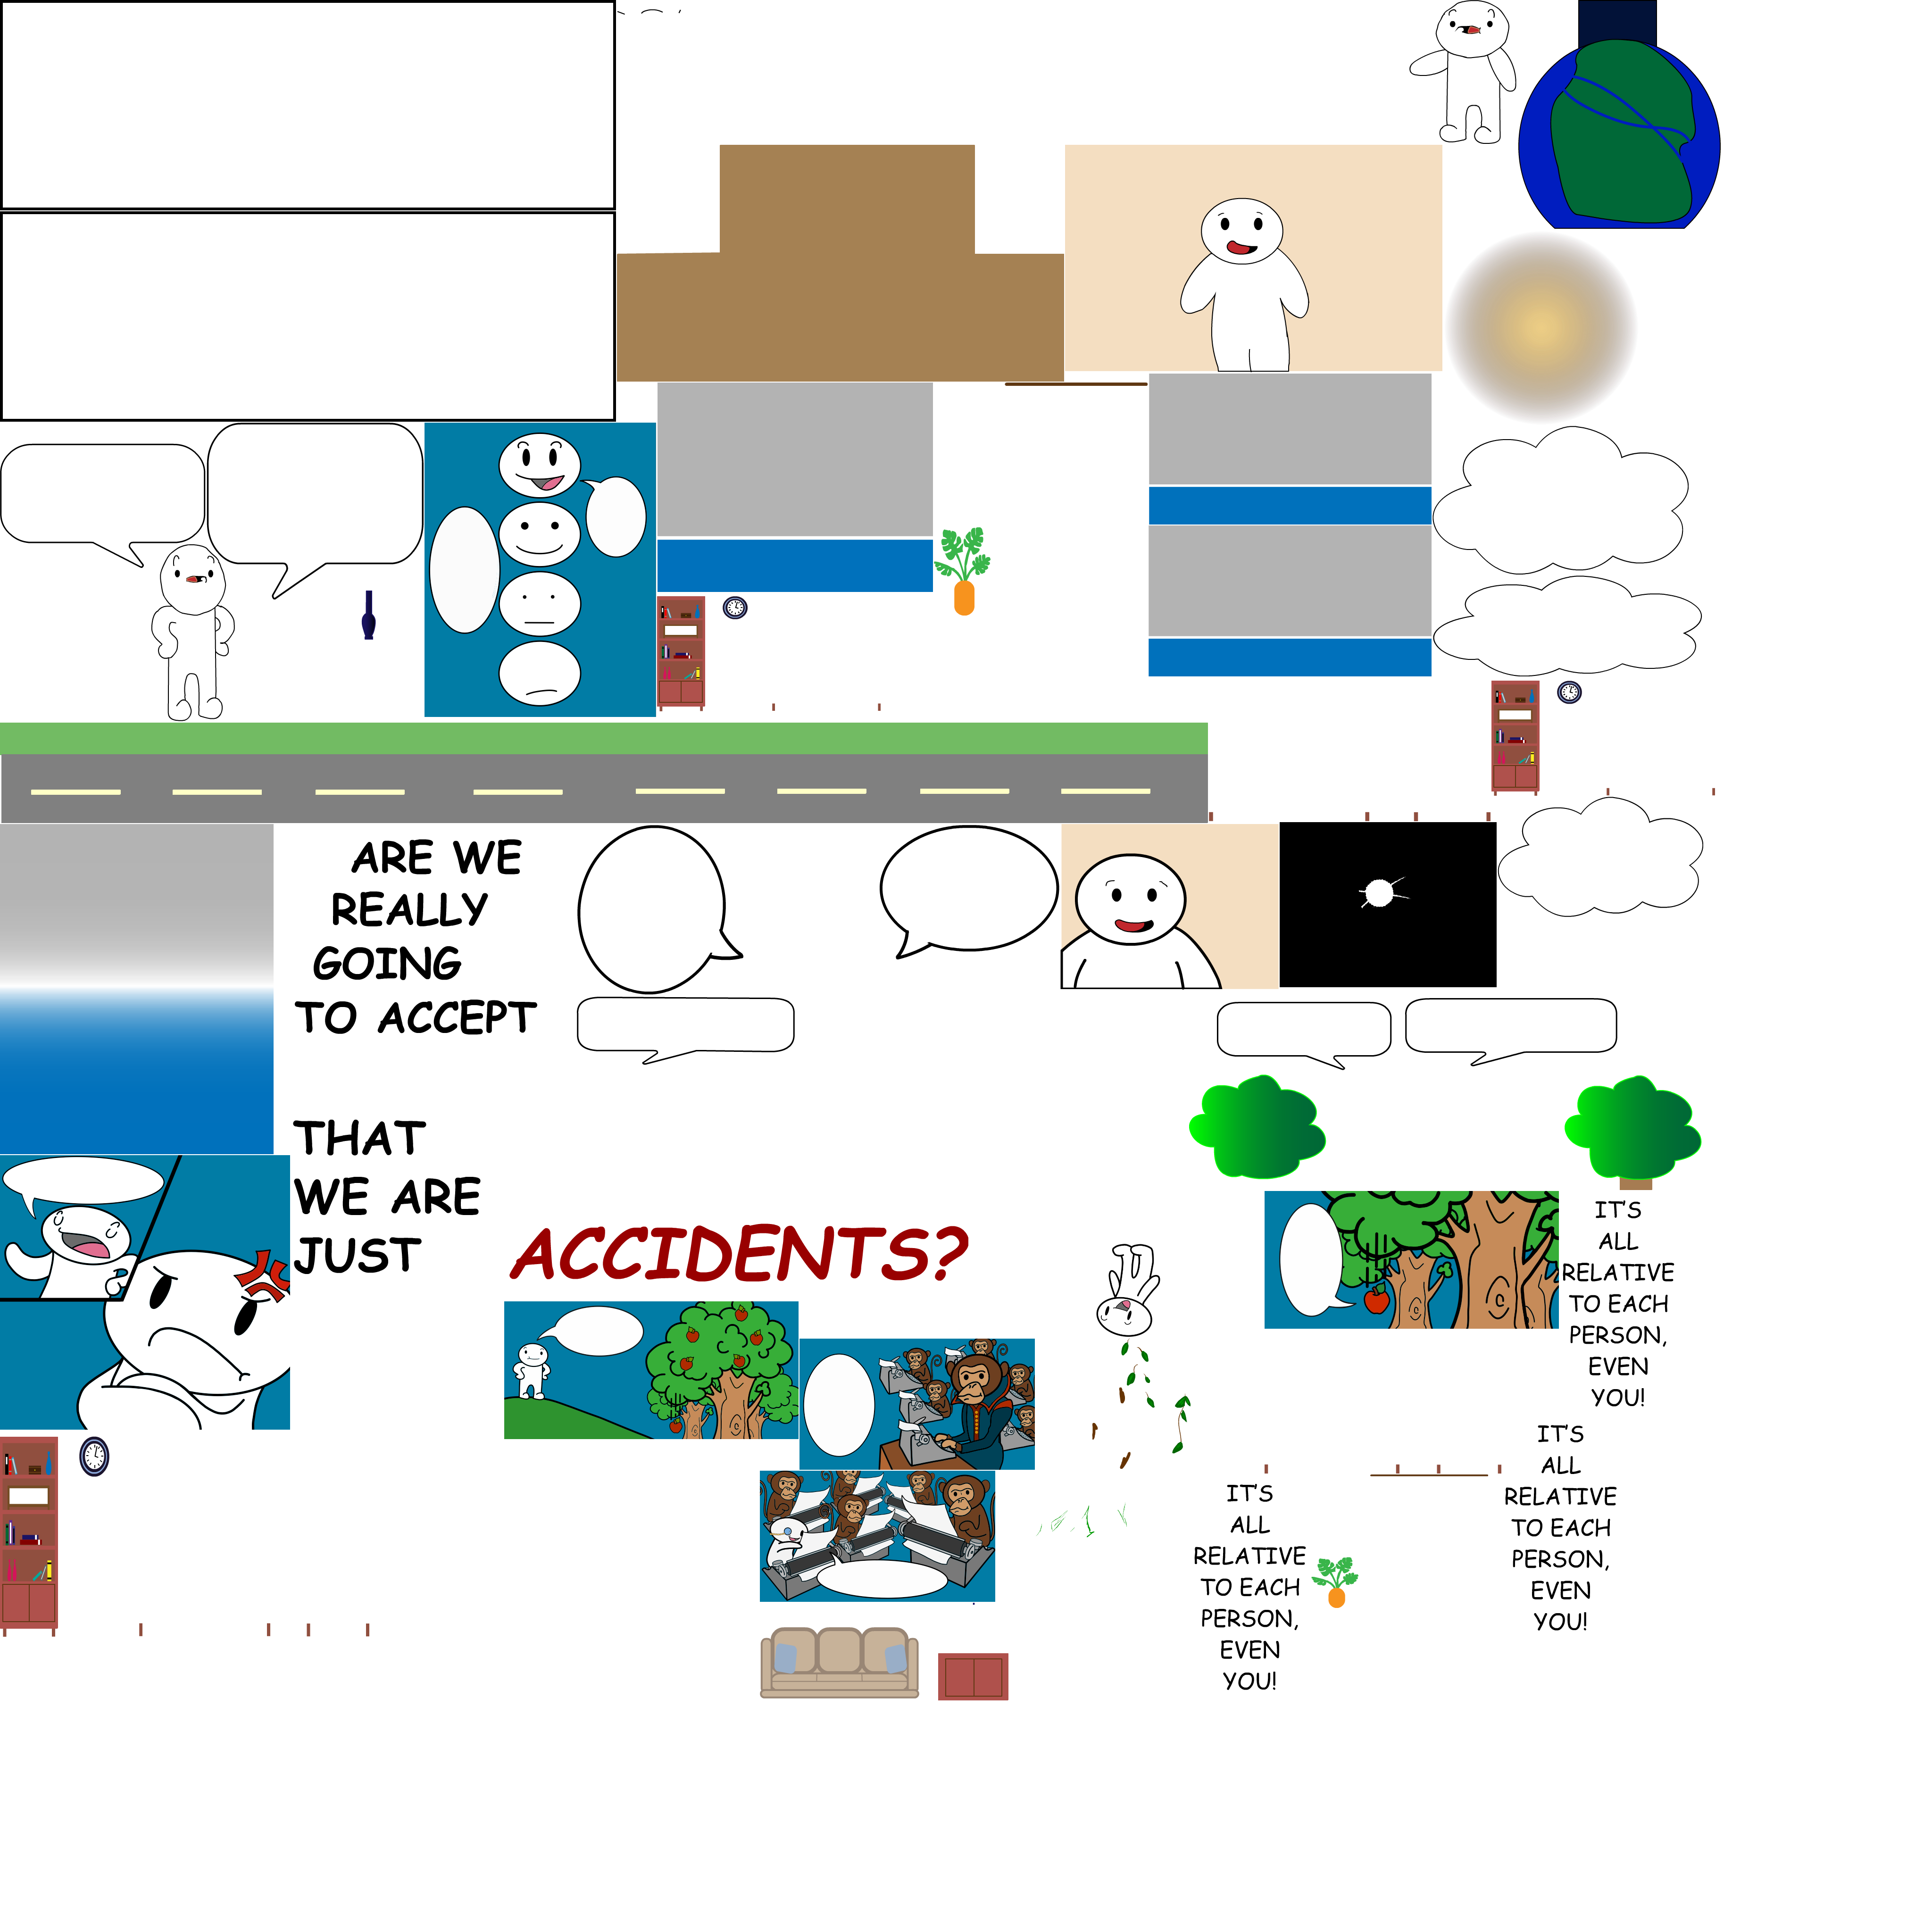 ARE WE
REALLY
GOING
TO ACCEPT
THAT
WE ARE
JUST
ACCIDENTS?
IT'S
ALL
RELATIVE
TO EACH
PERSON,
EVEN
YOU!
IT'S
ALL
RELATIVE
TO EACH
PERSON,
EVEN
YOU!
IT'S
ALL
RELATIVE
TO EACH
PERSON,
EVEN
YOU!